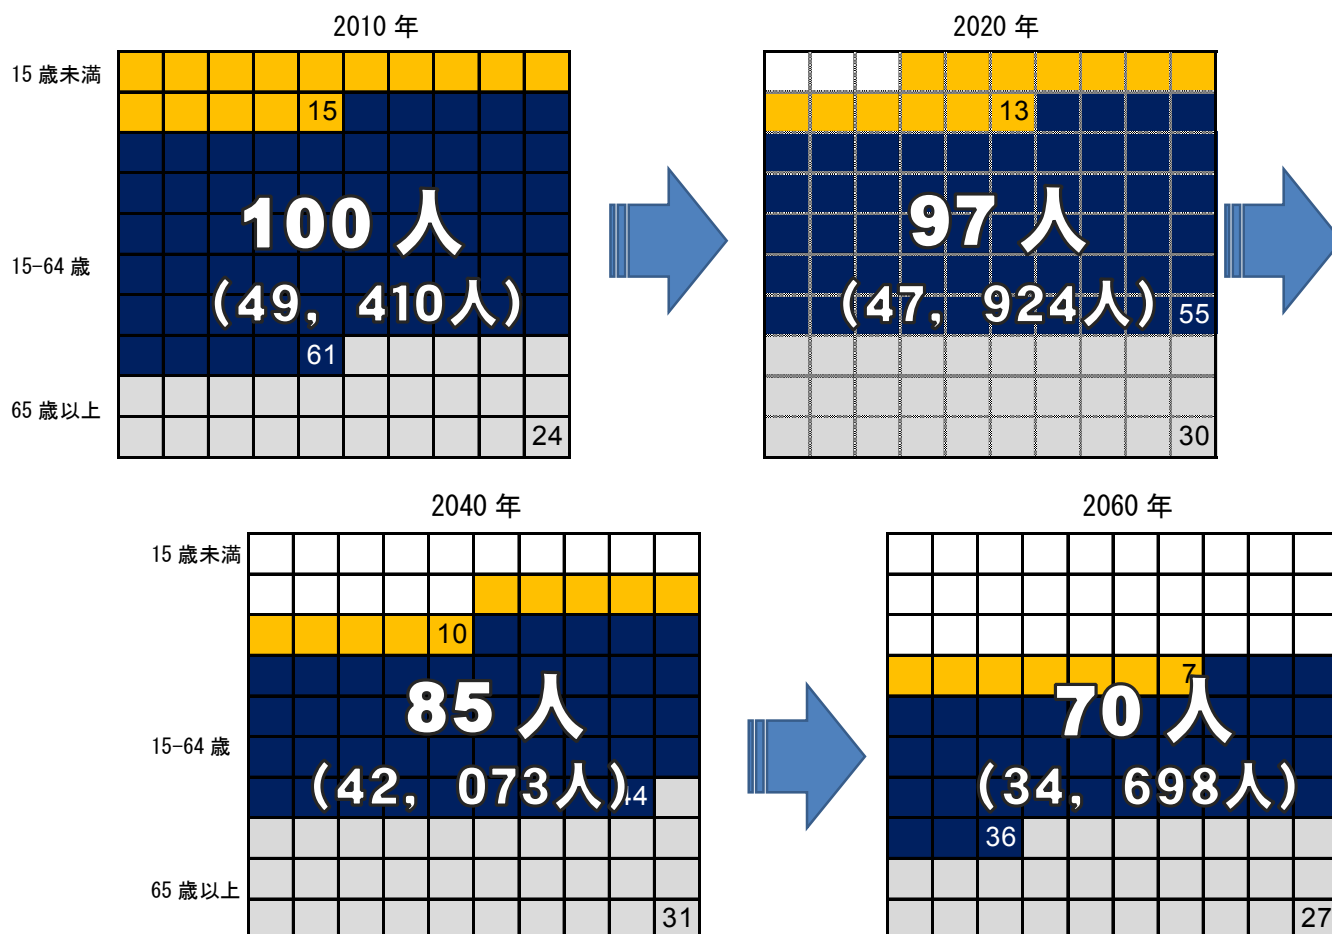 2010 年
2020 年
15 歳未満
15
13
100 人
97 人
15-64 歳
(49, 410人)
(47, 924人)
55
61
65 歳以上
24
30
2040 年
2060 年
15 歳未満
10
7
85 人
70 人
15-64 歳
(42, 073人)
44
(34, 698人)
36
65 歳以上
31
27